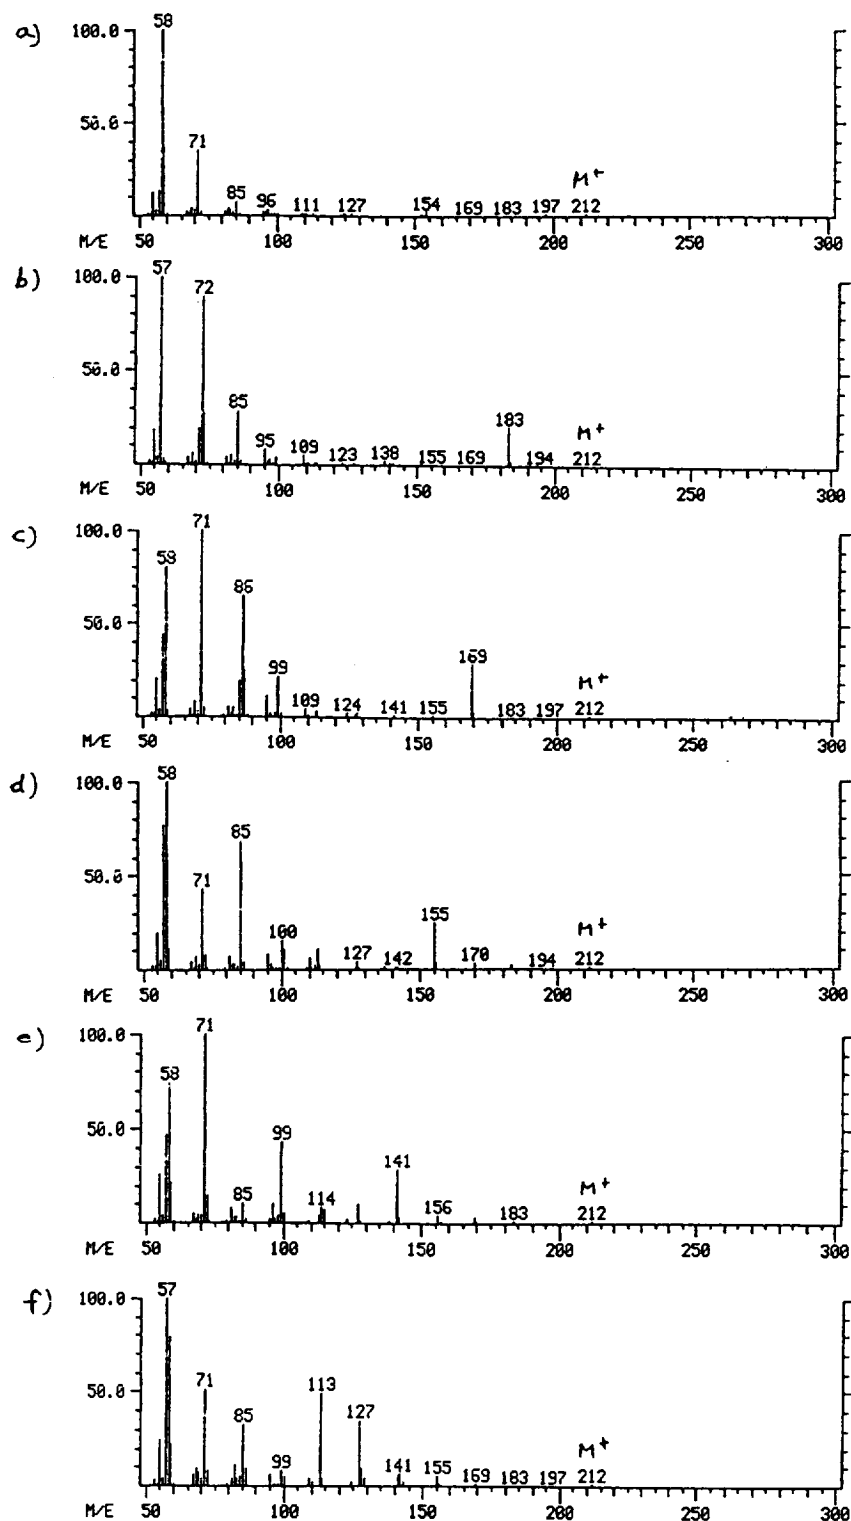 a) 100.0 58
50.0 71
85 96 111 127 154 169 183 197 212 M+
M/E 50 100 150 200 250 300
b) 100.0 57
72
50.0 85
95 109 123 138 155 169 183 194 212 M+
M/E 50 100 150 200 250 300
c) 100.0 71
58 86
50.0
99 109 124 141 155 169 183 197 212 M+
M/E 50 100 150 200 250 300
d) 100.0 58
85
50.0 71
100 127 142 155 170 194 212 M+
M/E 50 100 150 200 250 300
e) 100.0 71
58
50.0 99
85 114 141 156 183 212 M+
M/E 50 100 150 200 250 300
f) 100.0 57
50.0 71 113
85 127
99 141 155 169 183 197 212 M+
M/E 50 100 150 200 250 300